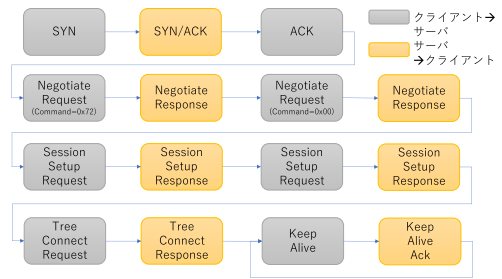 SYN
SYN/ACK
ACK
クライアント→
サーバ
サーバ
→クライアント
Negotiate
Request
(Command=0x72)
Negotiate
Response
Negotiate
Request
(Command=0x00)
Negotiate
Response
Session
Setup
Request
Session
Setup
Response
Session
Setup
Request
Session
Setup
Response
Tree
Connect
Request
Tree
Connect
Response
Keep
Alive
Keep
Alive
Ack